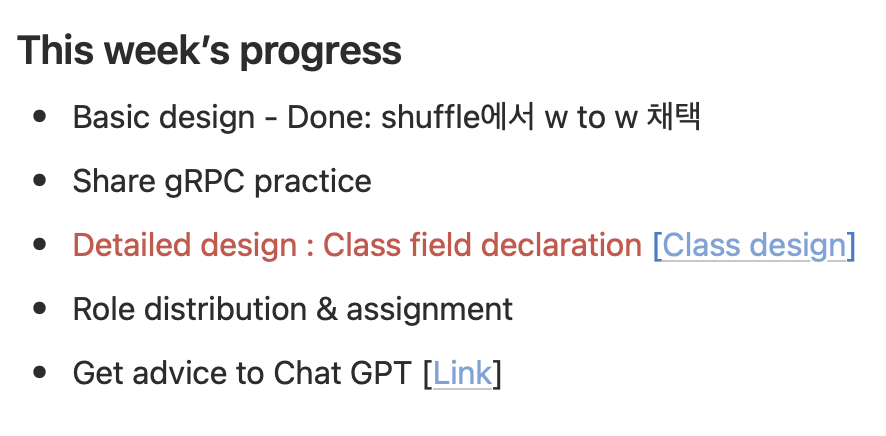 This week’s progress
• Basic design - Done: shuffle에서 w to w 채택
• Share gRPC practice
• Detailed design : Class field declaration [Class design]
• Role distribution & assignment
• Get advice to Chat GPT [Link]